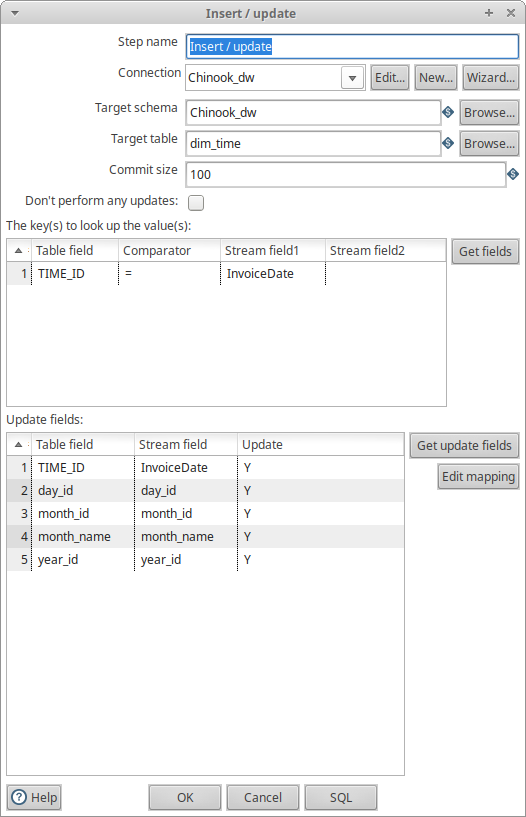 Insert / update
Step name Insert / update
Connection Chinook_dw Edit... New... Wizard...
Target schema Chinook_dw Browse...
Target table dim_time Browse...
Commit size 100
Don't perform any updates:
The key(s) to look up the value(s):
Table field Comparator Stream field1 Stream field2 Get fields
1 TIME_ID = InvoiceDate
Update fields:
Table field Stream field Update Get update fields
1 TIME_ID InvoiceDate Y Edit mapping
2 day_id day_id Y
3 month_id month_id Y
4 month_name month_name Y
5 year_id year_id Y
Help OK Cancel SQL